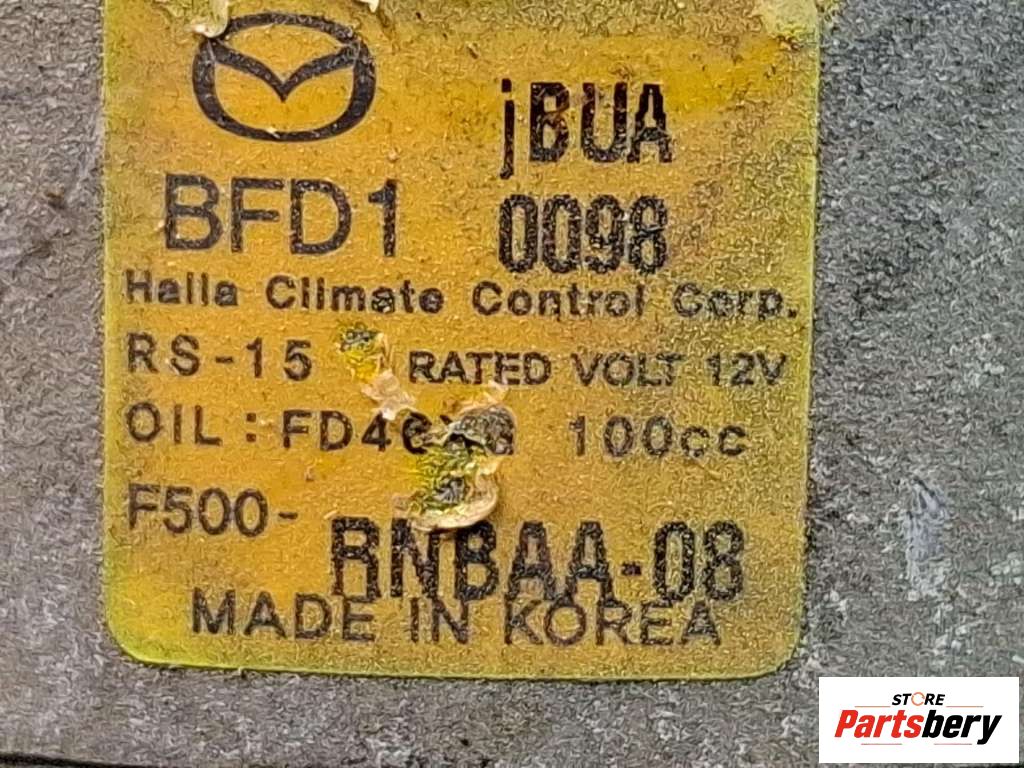 jBUA
BFD1 0098
Halla Climate Control Corp.
RS-15 RATED VOLT 12V
OIL : 100cc
F500-
RNBAA-08
MADE IN KOREA
STORE
Partsbery